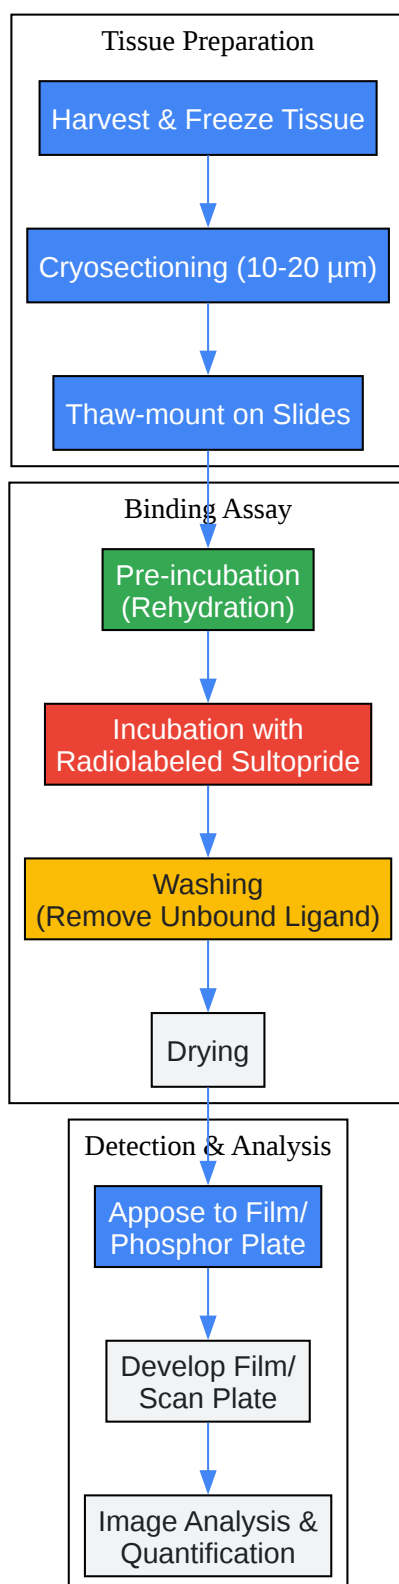 Tissue Preparation
Harvest & Freeze Tissue
Cryosectioning (10-20 µm)
Thaw-mount on Slides
Binding Assay
Pre-incubation
(Rehydration)
Incubation with
Radiolabeled Sultopride
Washing
(Remove Unbound Ligand)
Drying
Detection & Analysis
Appose to Film/
Phosphor Plate
Develop Film/
Scan Plate
Image Analysis &
Quantification